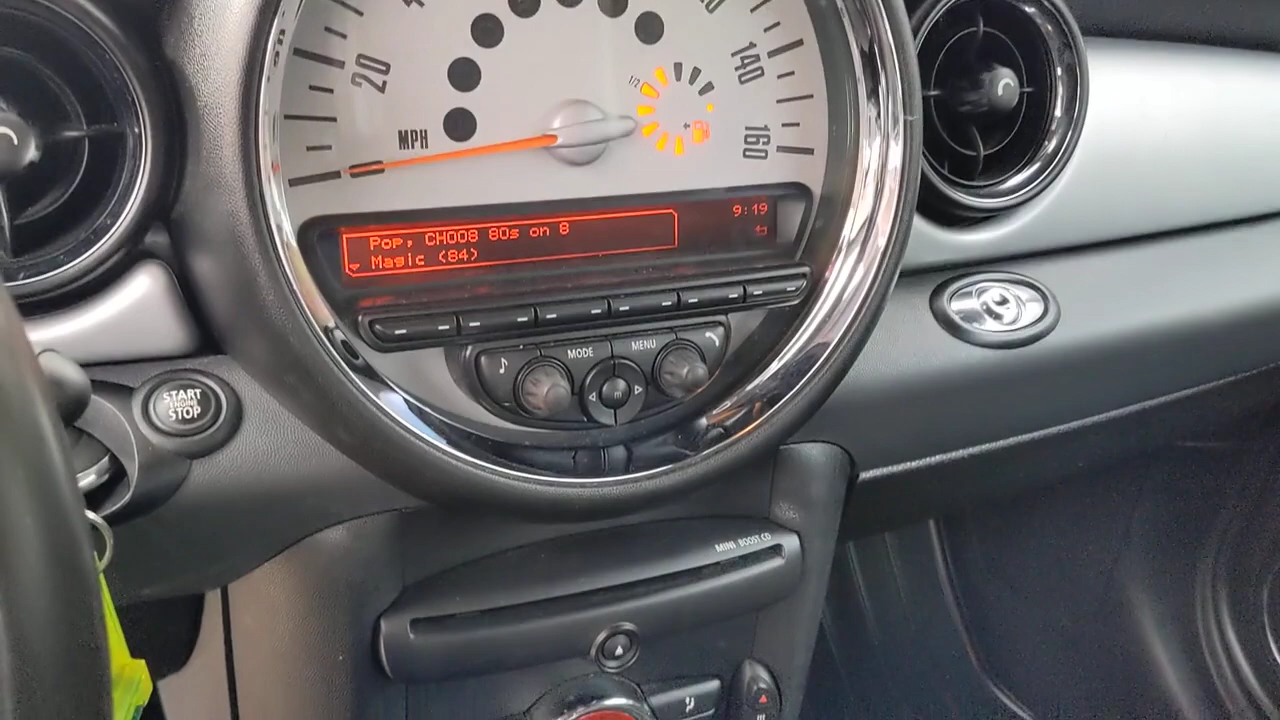 20
140
160
1/2
MPH
9:19
Pop, CH008 80s on 8
Magic (84)
MODE
MENU
m
START
ENGINE
STOP
MINI BOOST CD